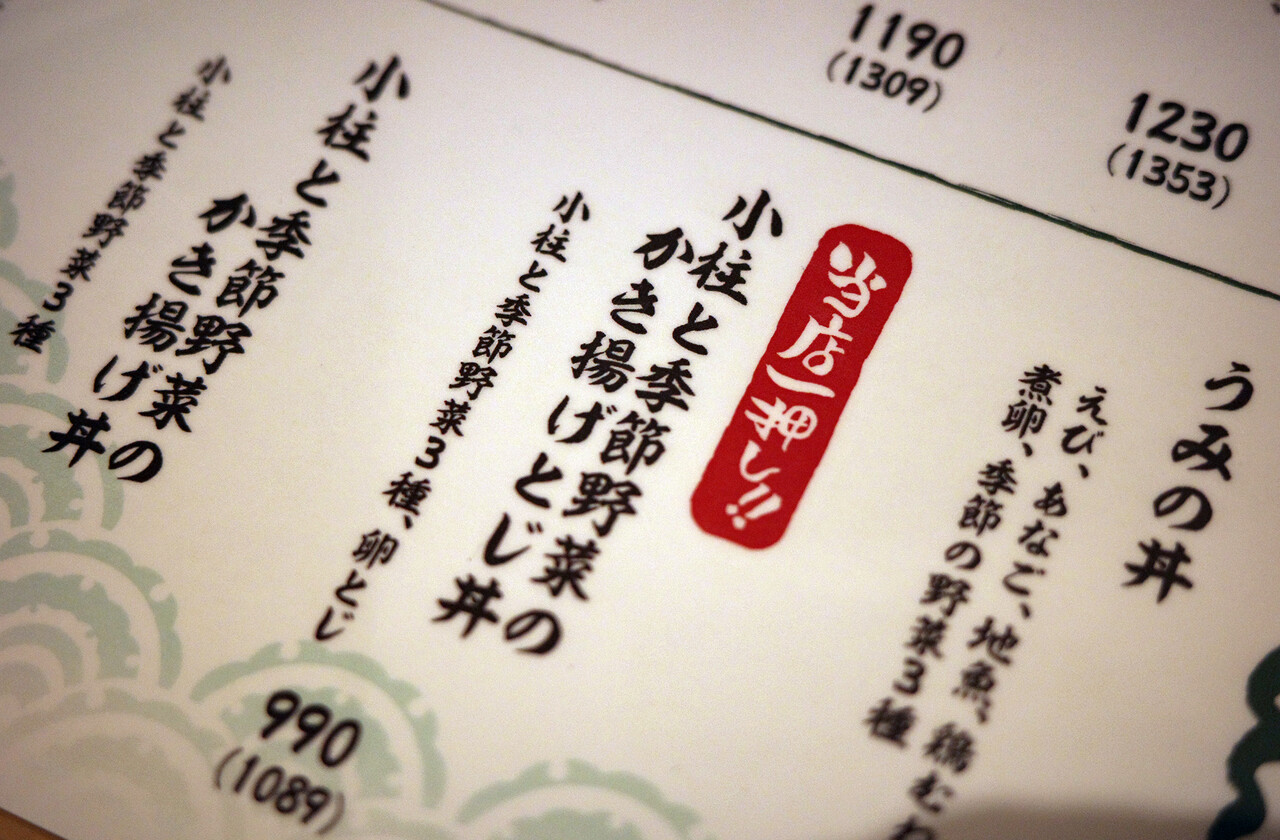 1230
(1353)
1190
(1309)
うみの丼
えび、あなご、地魚、鶏む
煮卵、季節の野菜3種
当店一押し!!
小柱と季節野菜の
かき揚げとじ丼
小柱と季節野菜3種、卵とじ
990
(1089)
小柱と季節野菜の
かき揚げ丼
小柱と季節野菜3種